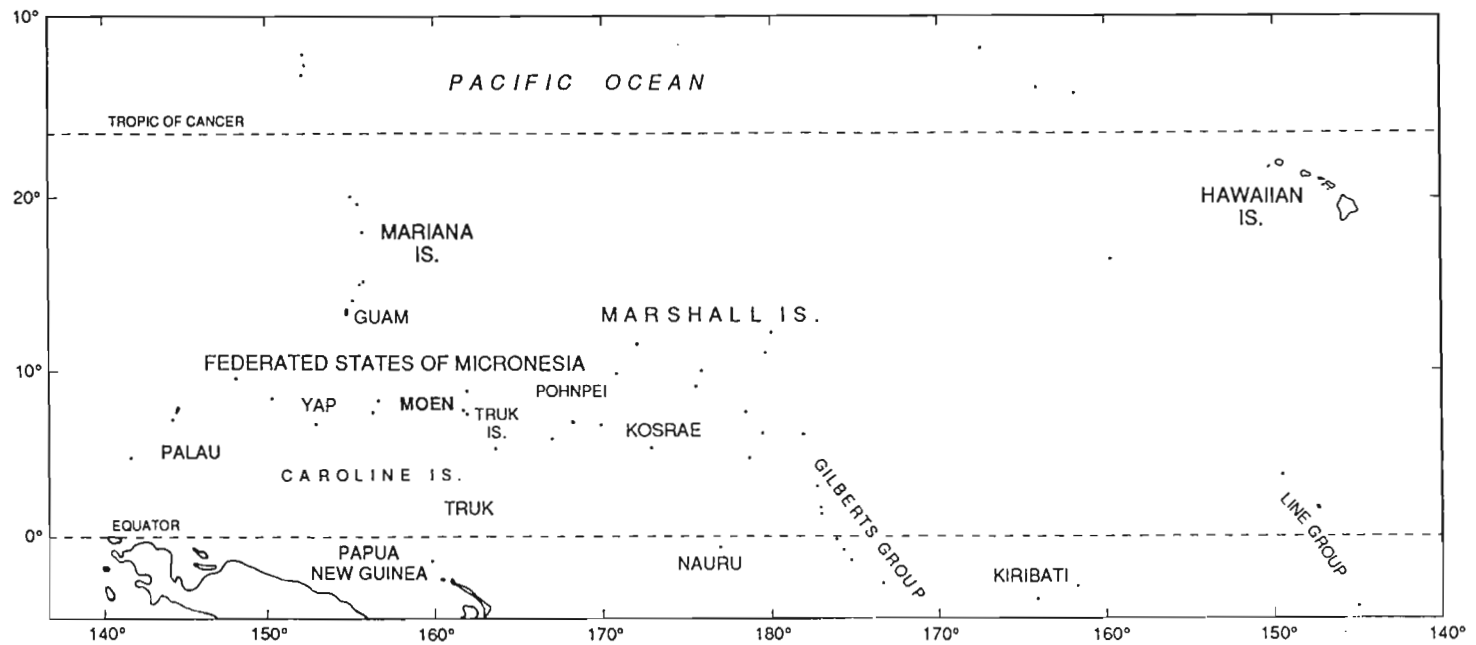 10°
PACIFIC OCEAN
TROPIC OF CANCER
20°
HAWAIIAN
IS.
MARIANA
IS.
GUAM
MARSHALL IS.
FEDERATED STATES OF MICRONESIA
10°
POHNPEI
YAP
MOEN
TRUK
IS.
KOSRAE
PALAU
CAROLINE IS.
GILBERTS GROUP
LINE GROUP
TRUK
EQUATOR
0°
PAPUA
NEW GUINEA
NAURU
KIRIBATI
140° 150° 160° 170° 180° 170° 160° 150° 140°